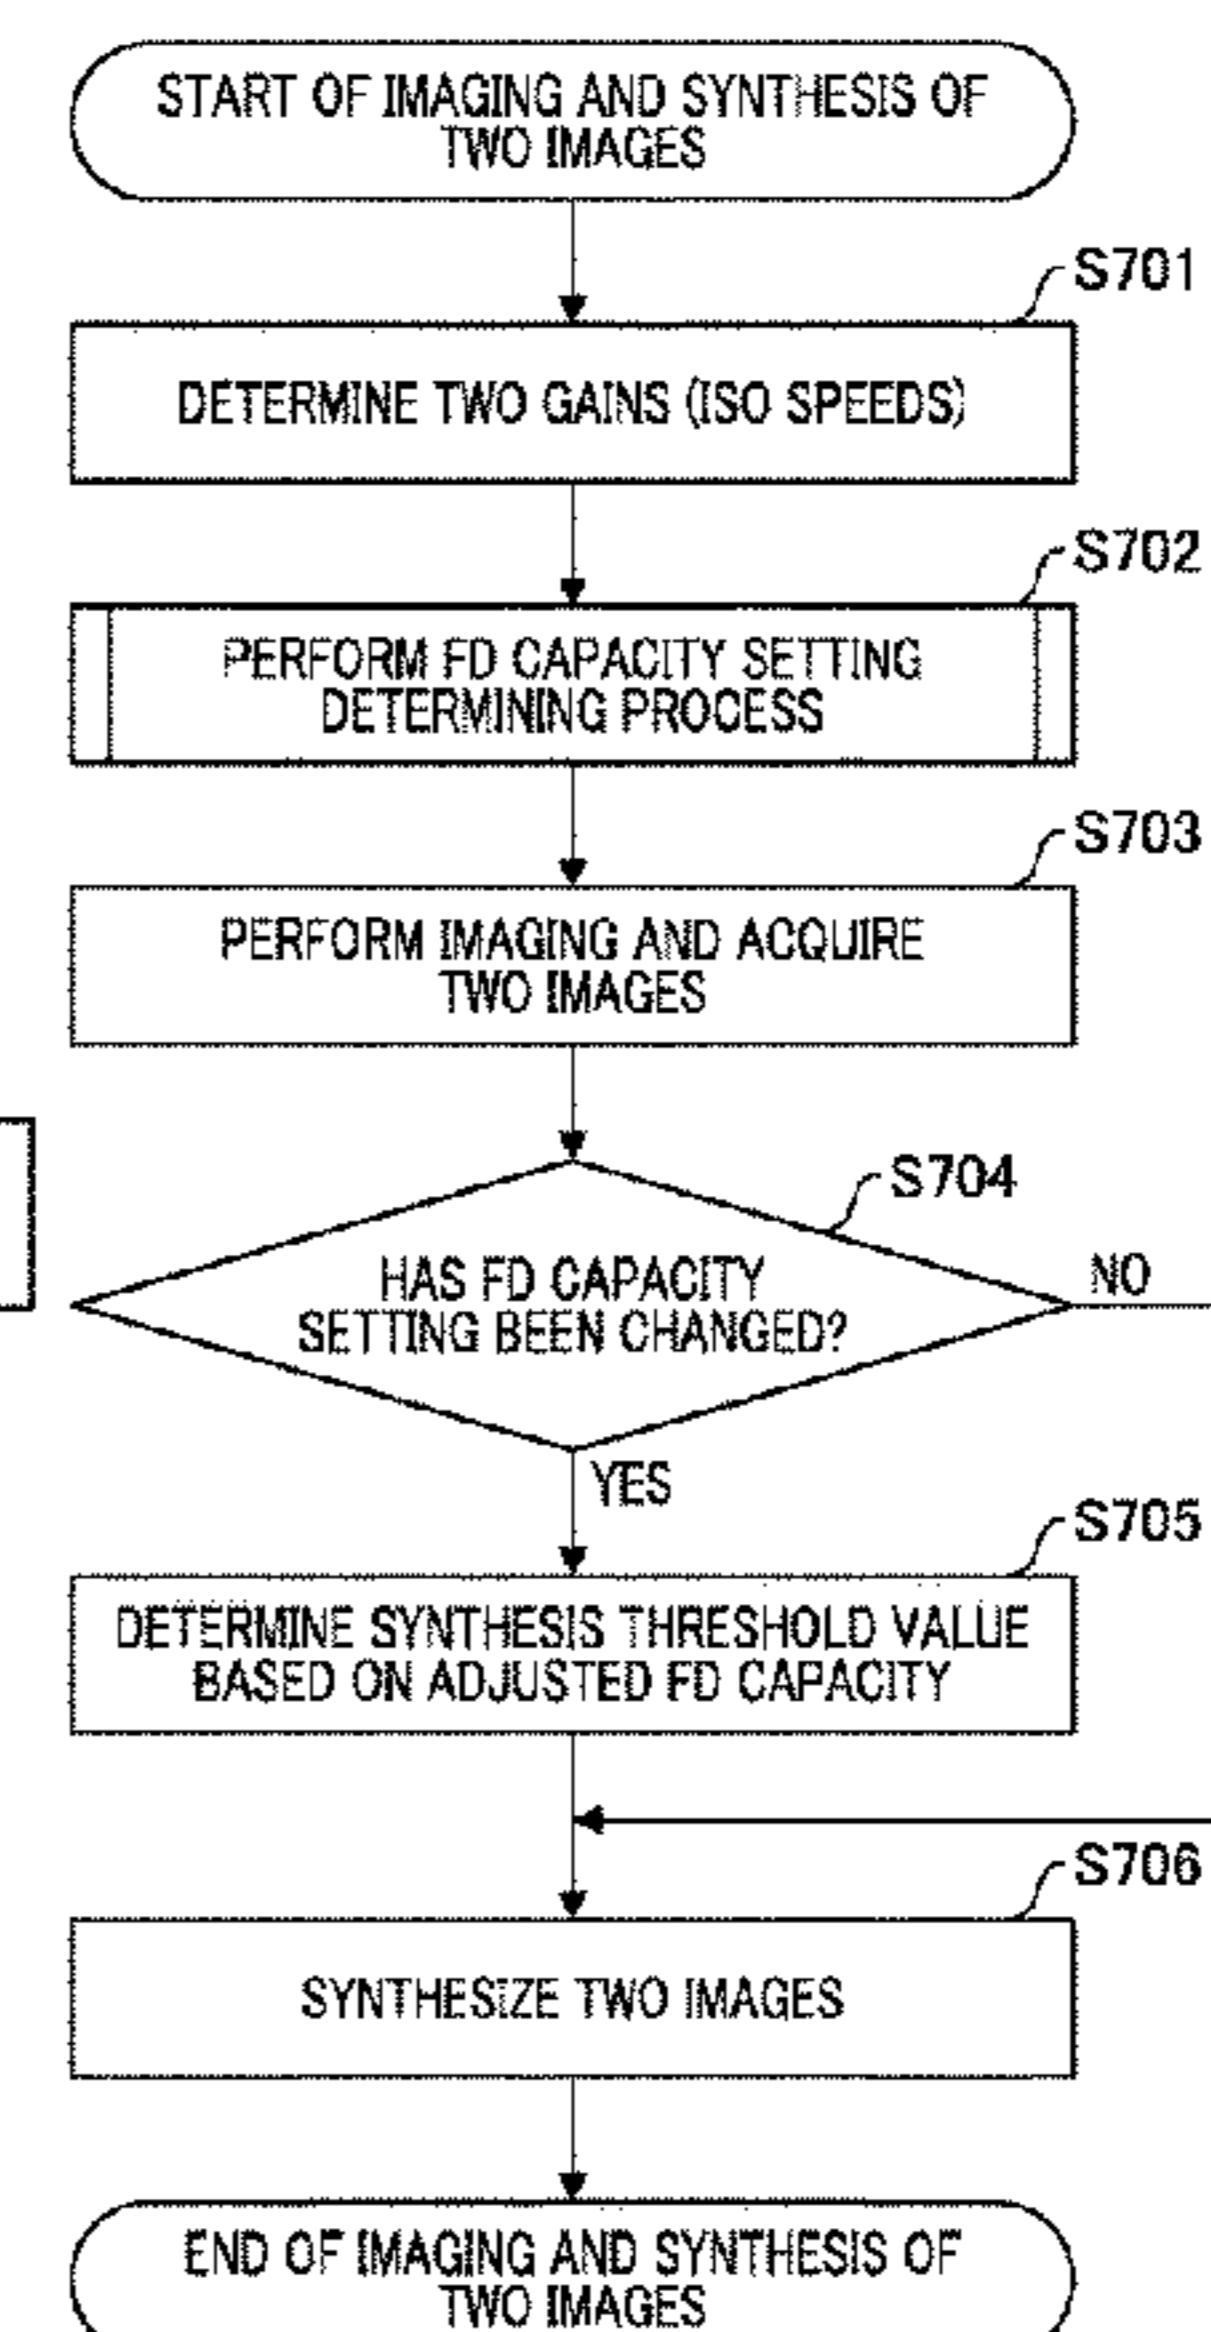 START OF IMAGING AND SYNTHESIS OF
TWO IMAGES
S701
DETERMINE TWO GAINS (ISO SPEEDS)
S702
PERFORM FD CAPACITY SETTING
DETERMINING PROCESS
S703
PERFORM IMAGING AND ACQUIRE
TWO IMAGES
S704
HAS FD CAPACITY
SETTING BEEN CHANGED?
NO
YES
S705
DETERMINE SYNTHESIS THRESHOLD VALUE
BASED ON ADJUSTED FD CAPACITY
S706
SYNTHESIZE TWO IMAGES
END OF IMAGING AND SYNTHESIS OF
TWO IMAGES